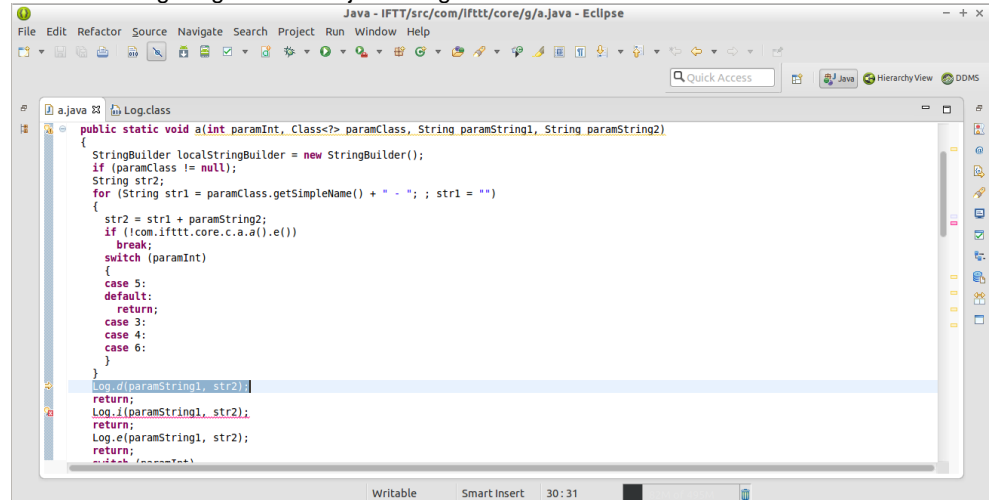 Java - IFTT/src/com/ifttt/core/g/a.java - Eclipse
File Edit Refactor Source Navigate Search Project Run Window Help
Quick Access
Java
Hierarchy View
DDMS
a.java
Log.class
public static void a(int paramInt, Class<?> paramClass, String paramString1, String paramString2)
{
StringBuilder localStringBuilder = new StringBuilder();
if (paramClass != null);
String str2;
for (String str1 = paramClass.getSimpleName() + " - "; ; str1 = "")
{
str2 = str1 + paramString2;
if (!com.ifttt.core.c.a.a().e())
break;
switch (paramInt)
{
case 5:
default:
return;
case 3:
case 4:
case 6:
}
}
Log.d(paramString1, str2);
return;
Log.i(paramString1, str2);
return;
Log.e(paramString1, str2);
return;
switch (paramInt)
Writable Smart Insert 30 : 31